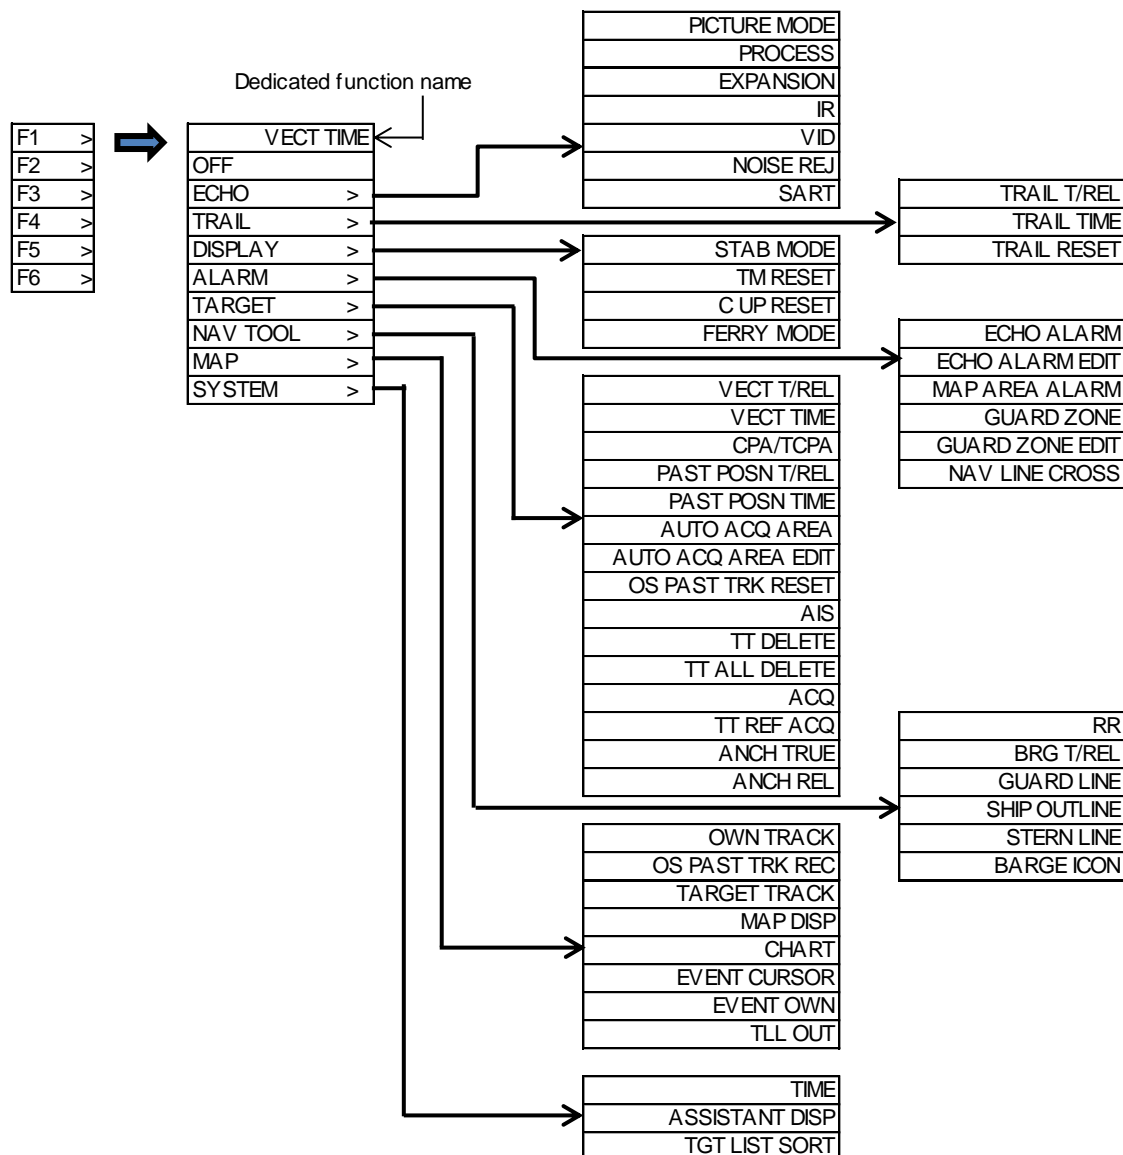 Dedicated function name
F1 >
F2 >
F3 >
F4 >
F5 >
F6 >
VECT TIME
OFF
ECHO >
TRAIL >
DISPLAY >
ALARM >
TARGET >
NAV TOOL >
MAP >
SYSTEM >
PICTURE MODE
PROCESS
EXPANSION
IR
VID
NOISE REJ
SART
TRAIL T/REL
TRAIL TIME
TRAIL RESET
STAB MODE
TM RESET
C UP RESET
FERRY MODE
ECHO ALARM
ECHO ALARM EDIT
MAP AREA ALARM
GUARD ZONE
GUARD ZONE EDIT
NAV LINE CROSS
VECT T/REL
VECT TIME
CPA/TCPA
PAST POSN T/REL
PAST POSN TIME
AUTO ACQ AREA
AUTO ACQ AREA EDIT
OS PAST TRK RESET
AIS
TT DELETE
TT ALL DELETE
ACQ
TT REF ACQ
ANCH TRUE
ANCH REL
RR
BRG T/REL
GUARD LINE
SHIP OUTLINE
STERN LINE
BARGE ICON
OWN TRACK
OS PAST TRK REC
TARGET TRACK
MAP DISP
CHART
EVENT CURSOR
EVENT OWN
TLL OUT
TIME
ASSISTANT DISP
TGT LIST SORT